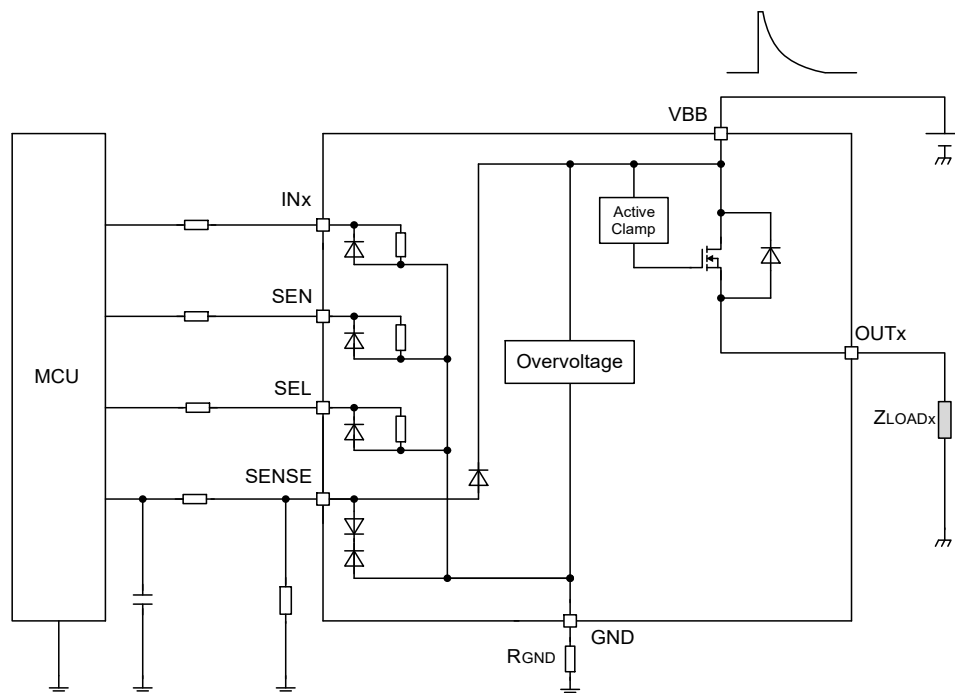 VBB
INx
Active
Clamp
SEN
OUTx
Overvoltage
MCU
SEL
ZLOADx
SENSE
GND
RGND